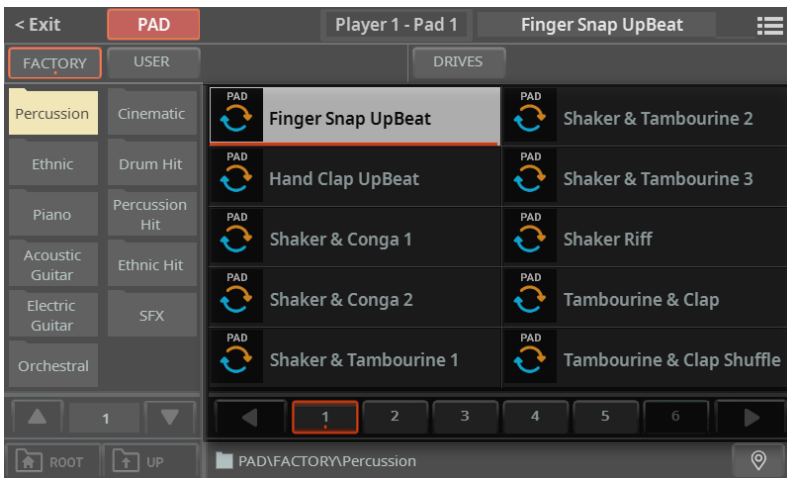 < Exit
PAD
Player 1 - Pad 1
Finger Snap UpBeat
FACTORY
USER
DRIVES
Percussion
Cinematic
Ethnic
Drum Hit
Piano
Percussion
Hit
Acoustic
Guitar
Ethnic Hit
Electric
Guitar
SFX
Orchestral
PAD
Finger Snap UpBeat
PAD
Shaker & Tambourine 2
PAD
Hand Clap UpBeat
PAD
Shaker & Tambourine 3
PAD
Shaker & Conga 1
PAD
Shaker Riff
PAD
Shaker & Conga 2
PAD
Tambourine & Clap
PAD
Shaker & Tambourine 1
PAD
Tambourine & Clap Shuffle
1
1
2
3
4
5
6
ROOT
UP
PAD\FACTORY\Percussion